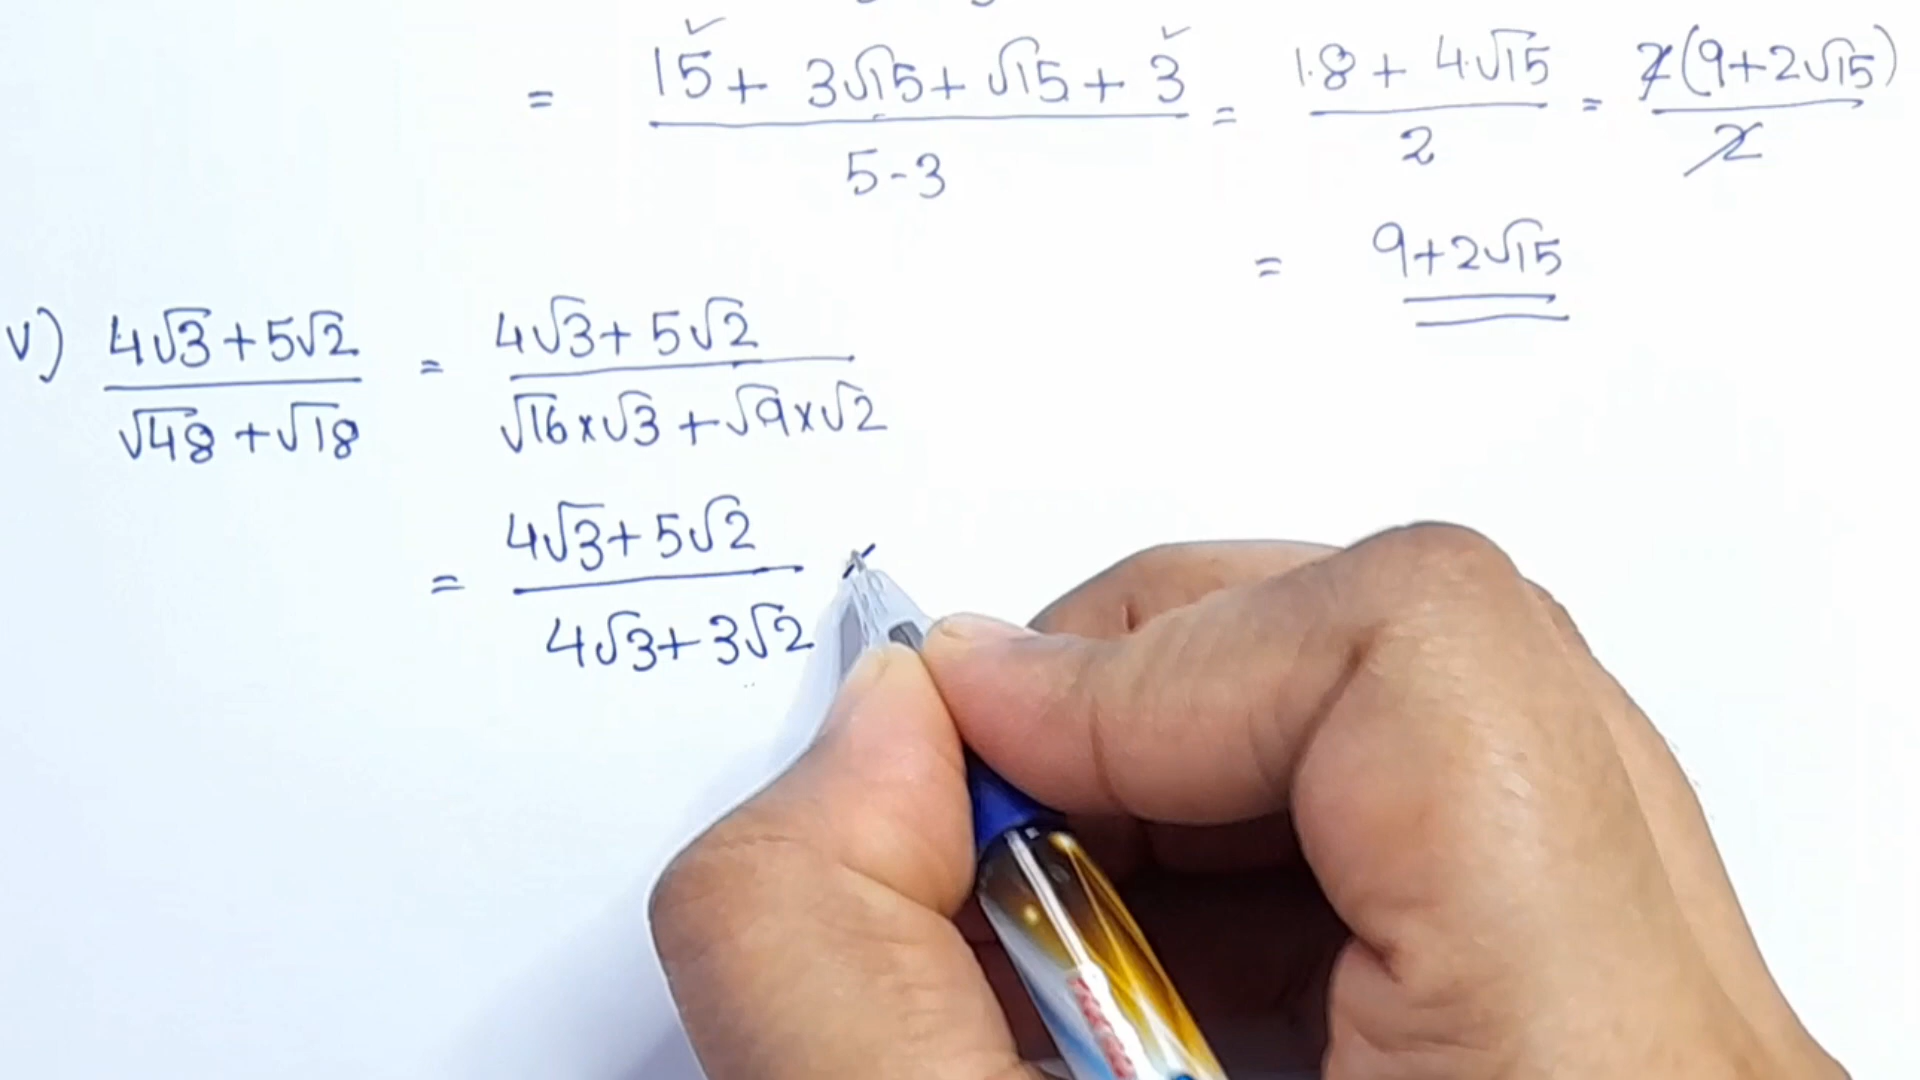 = 15 + 3√15 + √15 + 3 / 5-3 = 18 + 4√15 / 2 = 2(9+2√15) / 2
= 9+2√15
v) 4√3+5√2 / √48+√18 = 4√3+5√2 / √16×√3+√9×√2
= 4√3+5√2 / 4√3+3√2